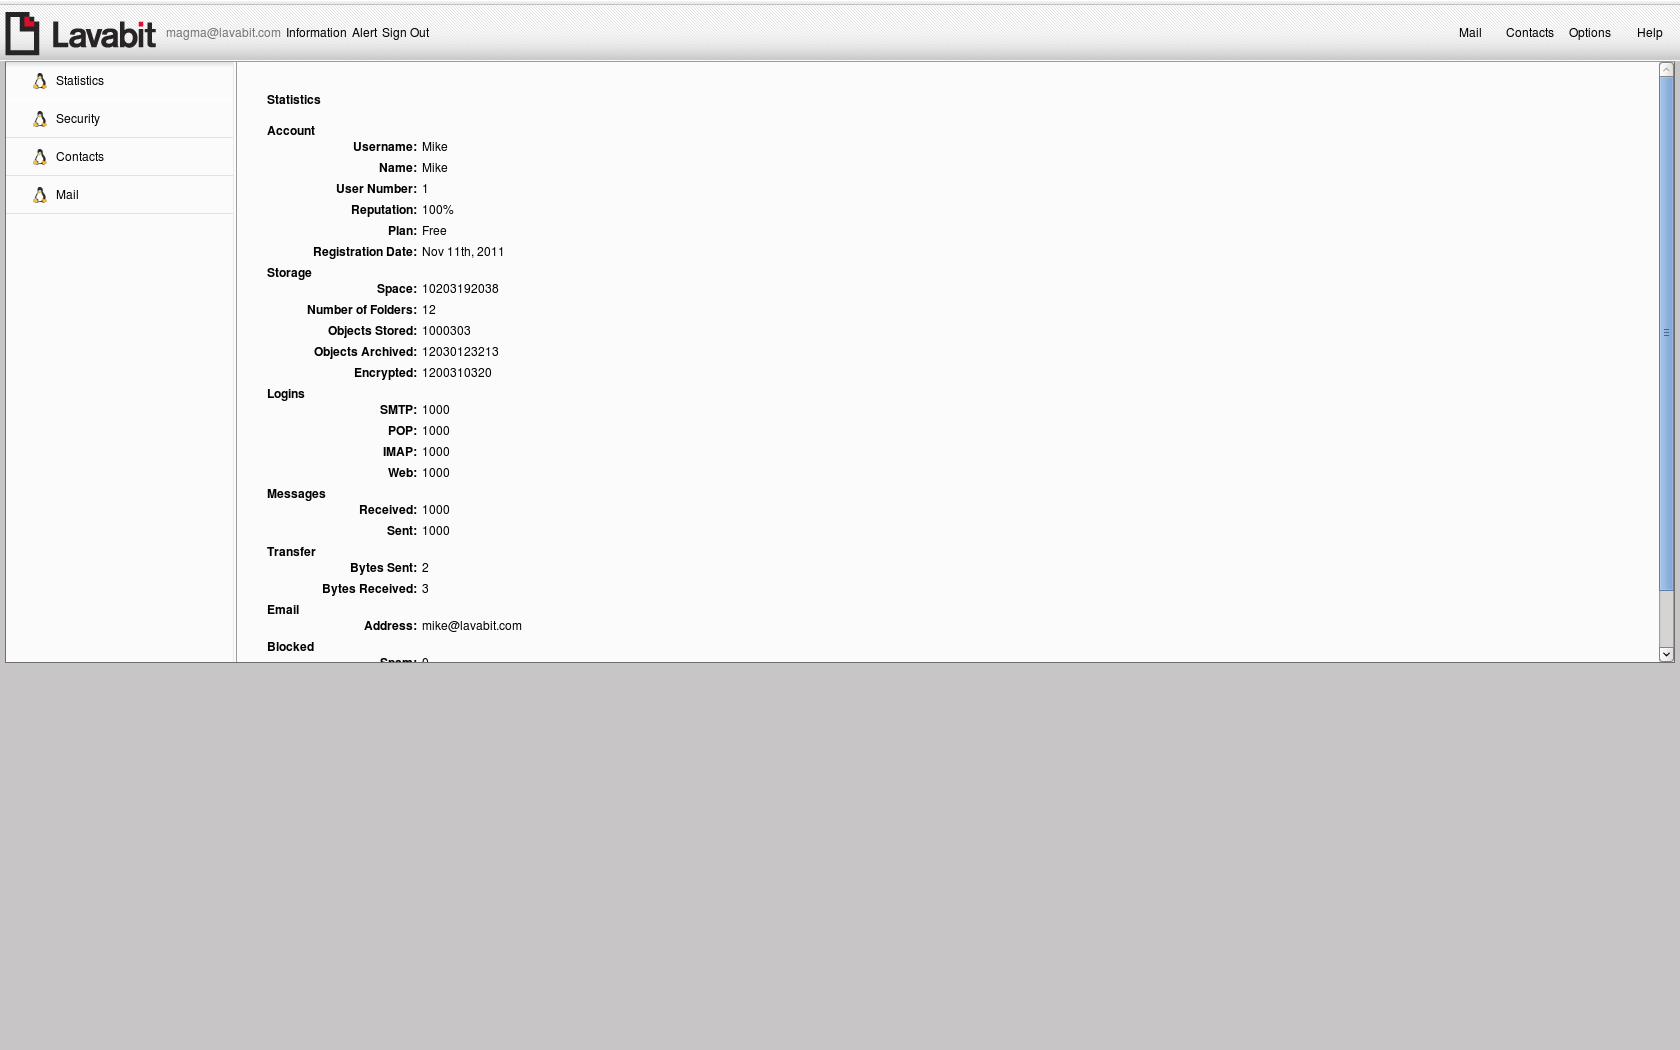 Lavabit magma@lavabit.com Information Alert Sign Out Mail Contacts Options Help
Statistics
Security
Contacts
Mail
Statistics
Account
Username: Mike
Name: Mike
User Number: 1
Reputation: 100%
Plan: Free
Registration Date: Nov 11th, 2011
Storage
Space: 10203192038
Number of Folders: 12
Objects Stored: 1000303
Objects Archived: 12030123213
Encrypted: 1200310320
Logins
SMTP: 1000
POP: 1000
IMAP: 1000
Web: 1000
Messages
Received: 1000
Sent: 1000
Transfer
Bytes Sent: 2
Bytes Received: 3
Email
Address: mike@lavabit.com
Blocked